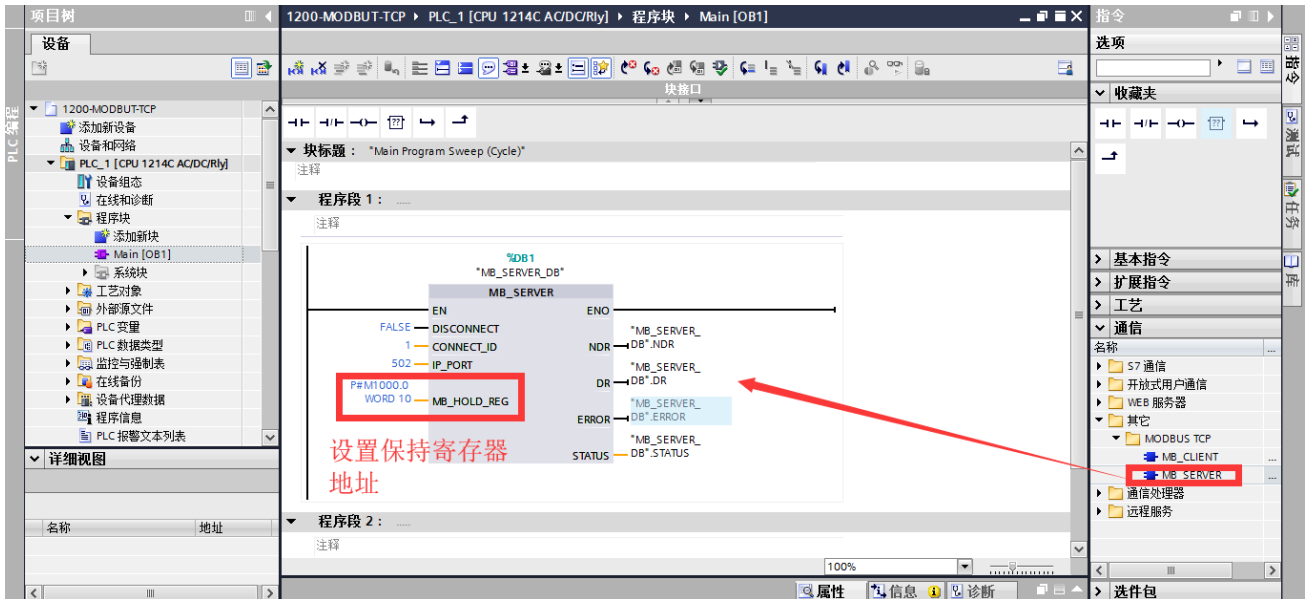 项目树
1200-MODBUT-TCP ▸ PLC_1 [CPU 1214C AC/DC/Rly] ▸ 程序块 ▸ Main [OB1]
指令
设备
选项
PLC 编程
1200-MODBUT-TCP
添加新设备
设备和网络
PLC_1 [CPU 1214C AC/DC/Rly]
设备组态
在线和诊断
程序块
添加新块
Main [OB1]
系统块
工艺对象
外部源文件
PLC 变量
PLC 数据类型
监控与强制表
在线备份
设备代理数据
程序信息
PLC 报警文本列表
详细视图
名称
地址
块接口
块标题： "Main Program Sweep (Cycle)"
注释
程序段 1： .....
注释
%DB1
"MB_SERVER_DB"
MB_SERVER
EN
ENO
FALSE
DISCONNECT
1
CONNECT_ID
502
IP_PORT
P#M1000.0
WORD 10
MB_HOLD_REG
NDR
"MB_SERVER_
DB".NDR
DR
"MB_SERVER_
DB".DR
ERROR
"MB_SERVER_
DB".ERROR
STATUS
"MB_SERVER_
DB".STATUS
设置保持寄存器
地址
程序段 2： .....
注释
100%
属性
信息
诊断
收藏夹
基本指令
扩展指令
工艺
通信
名称
...
S7 通信
开放式用户通信
WEB 服务器
其它
MODBUS TCP
MB_CLIENT
...
MB_SERVER
...
通信处理器
远程服务
选件包
指令
测试
任务
库